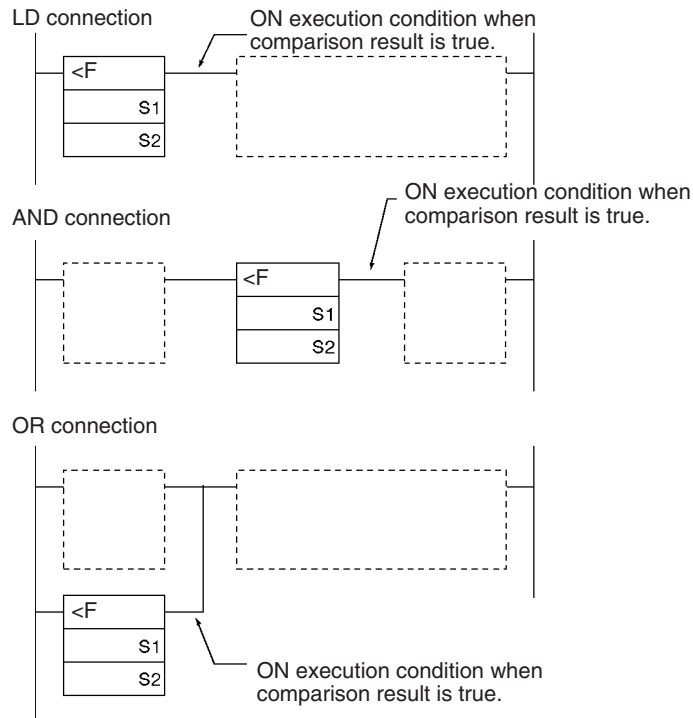 LD connection
ON execution condition when
comparison result is true.
<F
S1
S2
ON execution condition when
comparison result is true.
AND connection
<F
S1
S2
OR connection
<F
S1
S2
ON execution condition when
comparison result is true.